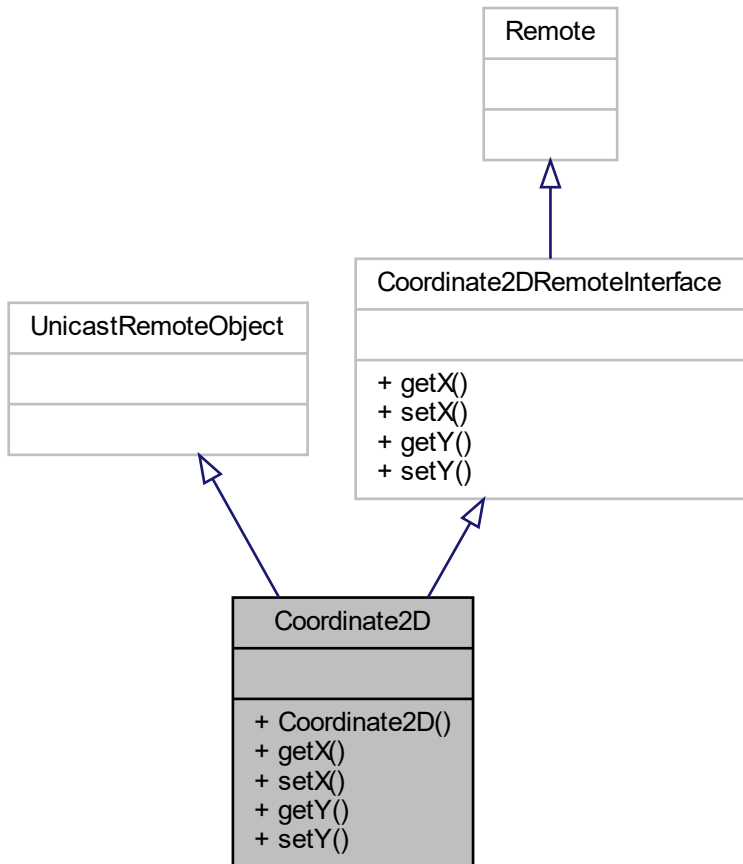 Remote
Coordinate2DRemoteInterface
+ getX()
+ setX()
+ getY()
+ setY()
UnicastRemoteObject
Coordinate2D
+ Coordinate2D()
+ getX()
+ setX()
+ getY()
+ setY()